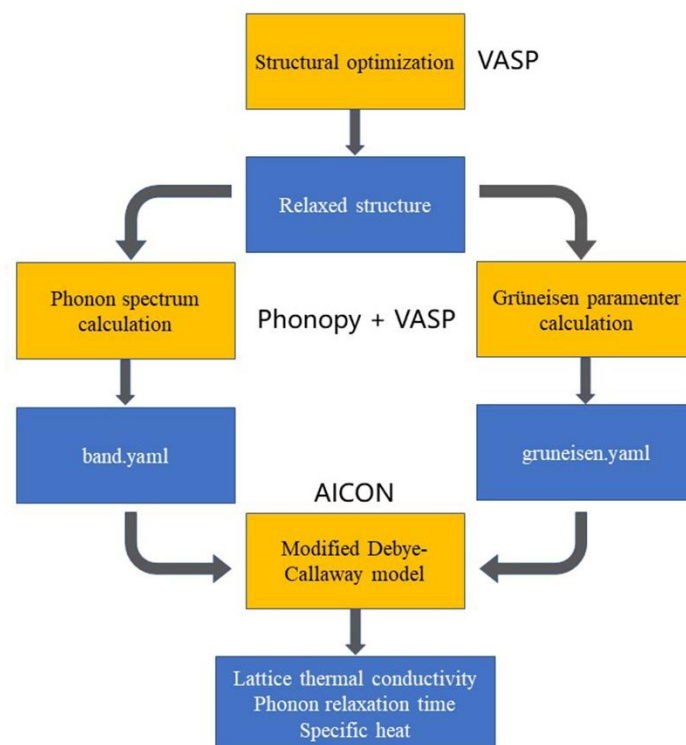 Structural optimization
VASP
Relaxed structure
Phonon spectrum
calculation
Phonopy + VASP
Grüneisen paramenter
calculation
band.yaml
gruneisen.yaml
AICON
Modified Debye-
Callaway model
Lattice thermal conductivity
Phonon relaxation time
Specific heat